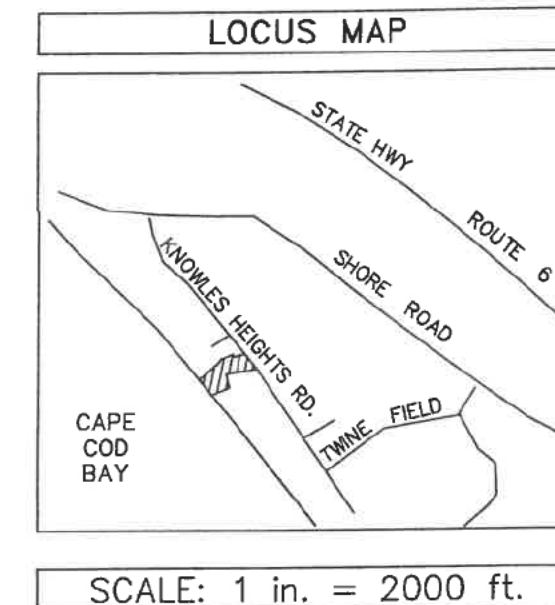 LOCUS MAP
STATE HWY ROUTE 6
KNOWLES HEIGHTS RD.
SHORE ROAD
TWINE FIELD
CAPE
COD
BAY
SCALE: 1 in. = 2000 ft.